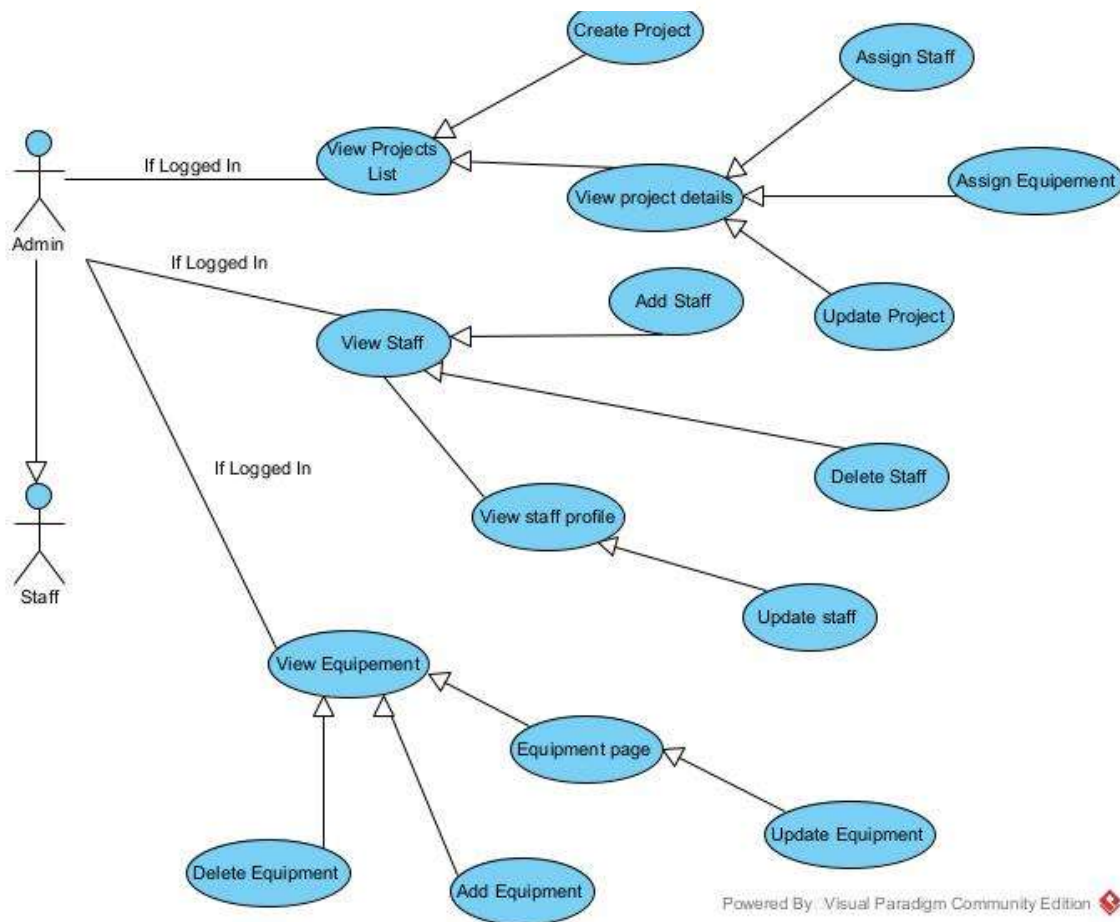 Create Project
Assign Staff
If Logged In
View Projects
List
Assign Equipement
View project details
Admin
If Logged In
Add Staff
Update Project
View Staff
If Logged In
Delete Staff
View staff profile
Staff
Update staff
View Equipement
Equipment page
Update Equipment
Delete Equipment
Add Equipment
Powered By Visual Paradigm Community Edition